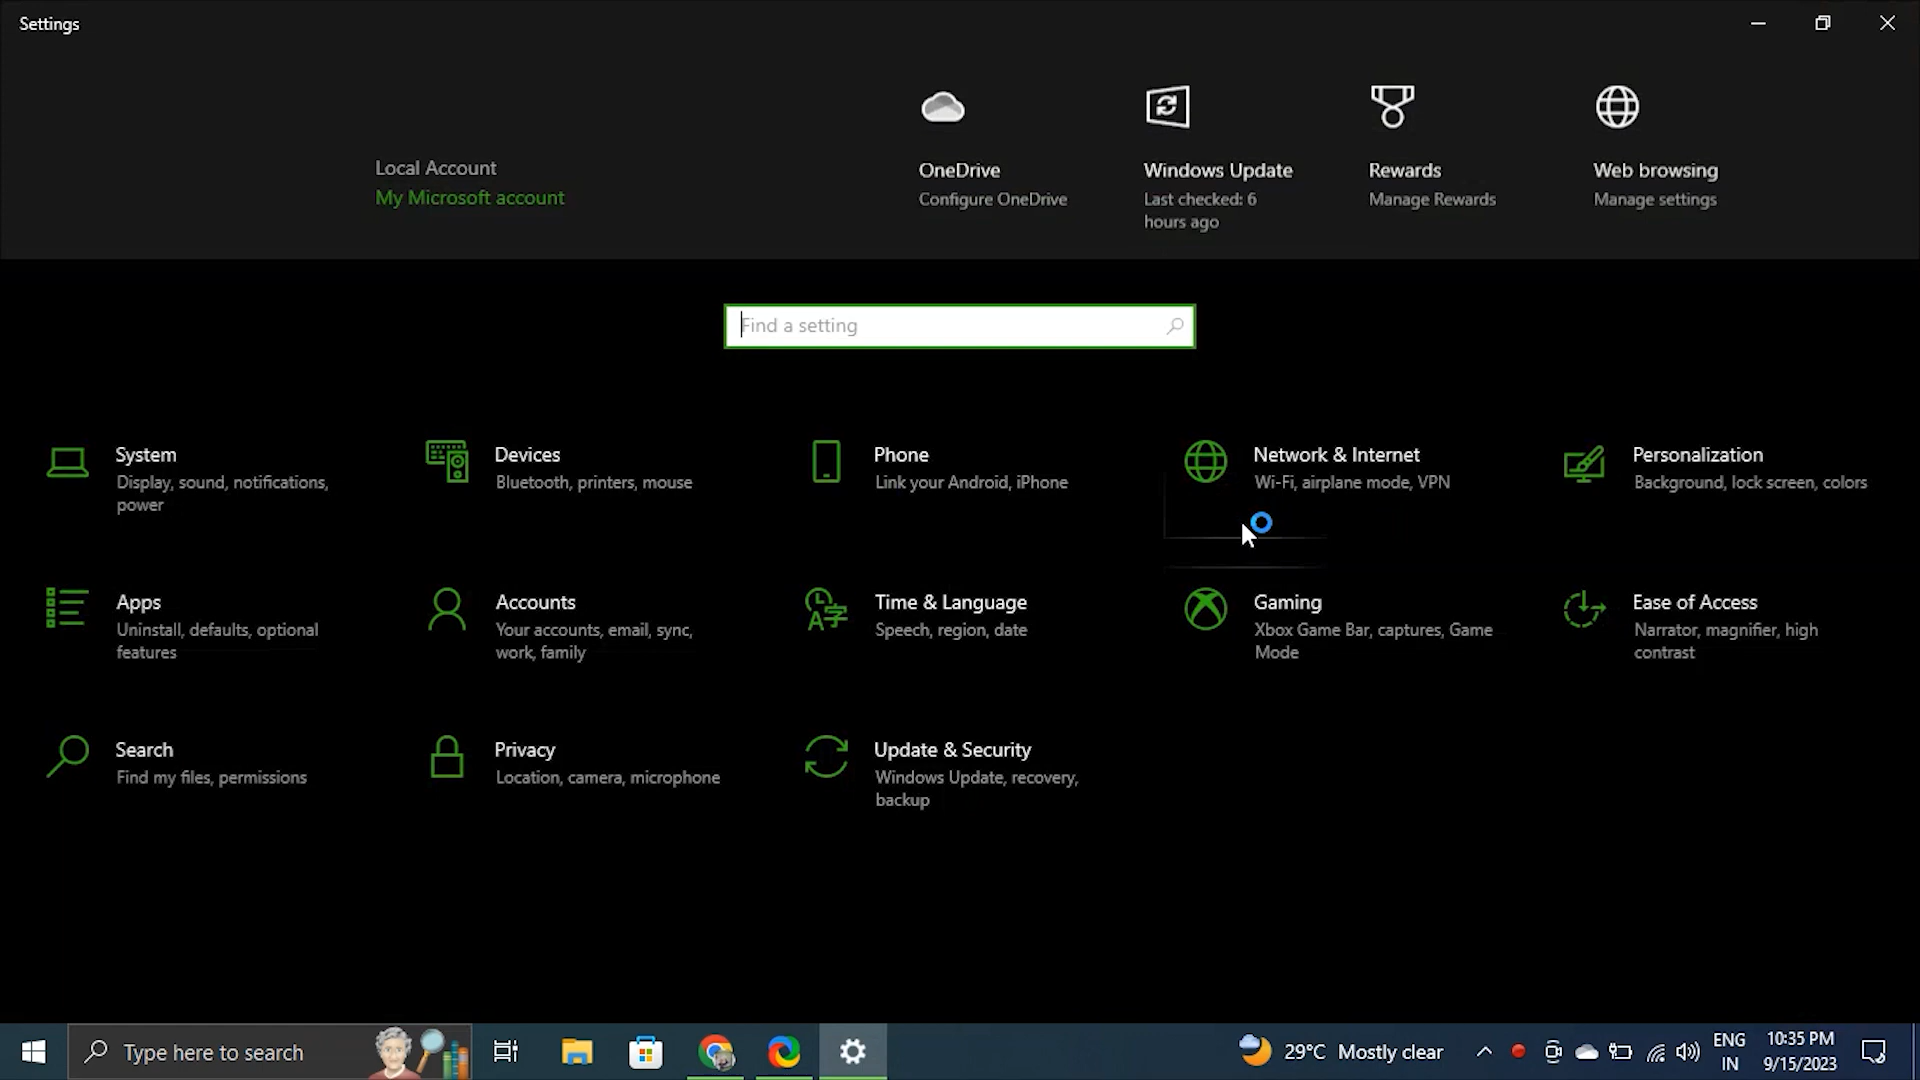 Settings
Local Account
My Microsoft account
OneDrive
Configure OneDrive
Windows Update
Last checked: 6
hours ago
Rewards
Manage Rewards
Web browsing
Manage settings
Find a setting
System
Display, sound, notifications,
power
Devices
Bluetooth, printers, mouse
Phone
Link your Android, iPhone
Network & Internet
Wi-Fi, airplane mode, VPN
Personalization
Background, lock screen, colors
Apps
Uninstall, defaults, optional
features
Accounts
Your accounts, email, sync,
work, family
Time & Language
Speech, region, date
Gaming
Xbox Game Bar, captures, Game
Mode
Ease of Access
Narrator, magnifier, high
contrast
Search
Find my files, permissions
Privacy
Location, camera, microphone
Update & Security
Windows Update, recovery,
backup
Type here to search
29°C Mostly clear
ENG
IN
10:35 PM
9/15/2023